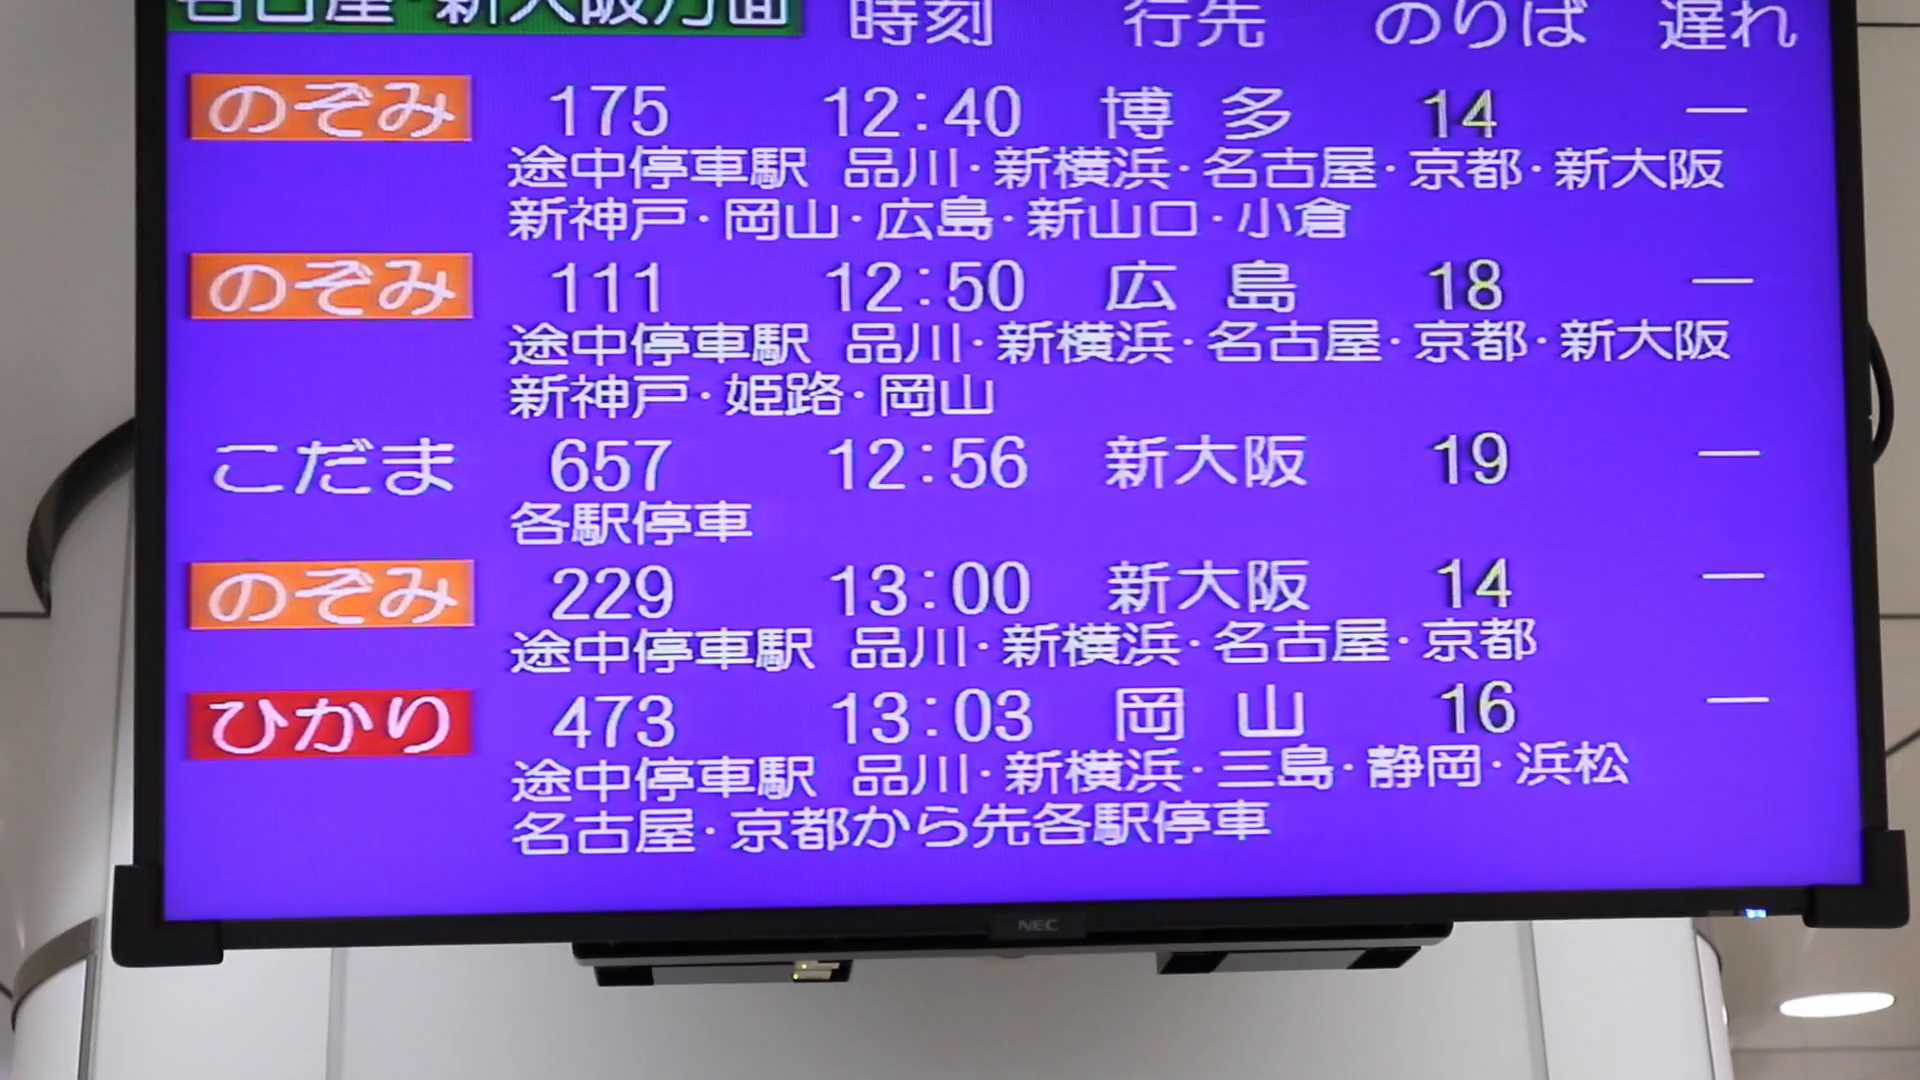 名古屋・新大阪方面 時刻 行先 のりば 遅れ
のぞみ 175 12:40 博多 14 —
途中停車駅 品川・新横浜・名古屋・京都・新大阪
新神戸・岡山・広島・新山口・小倉
のぞみ 111 12:50 広島 18 —
途中停車駅 品川・新横浜・名古屋・京都・新大阪
新神戸・姫路・岡山
こだま 657 12:56 新大阪 19 —
各駅停車
のぞみ 229 13:00 新大阪 14 —
途中停車駅 品川・新横浜・名古屋・京都
ひかり 473 13:03 岡山 16 —
途中停車駅 品川・新横浜・三島・静岡・浜松
名古屋・京都から先各駅停車
NEC